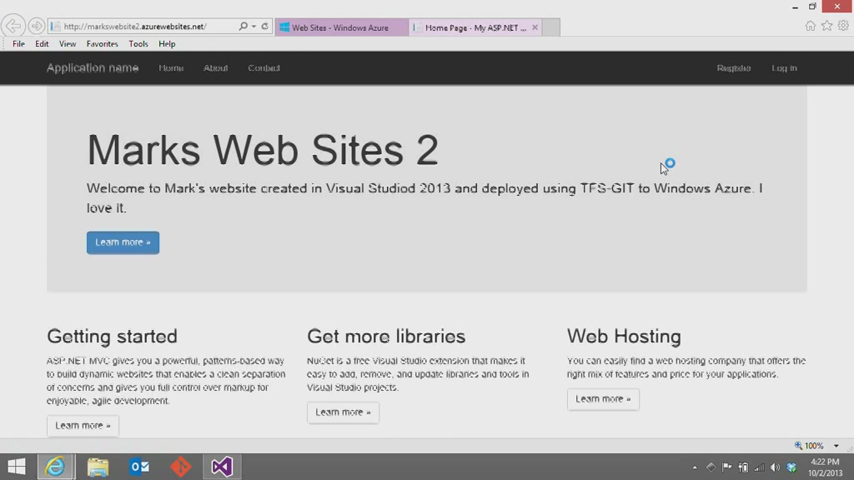 http://markswebsite2.azurewebsites.net/
Web Sites - Windows Azure
Home Page - My ASP.NET ...
File Edit View Favorites Tools Help
Application name Home About Contact Register Log in
Marks Web Sites 2
Welcome to Mark's website created in Visual Studiod 2013 and deployed using TFS-GIT to Windows Azure. I
love it.
Learn more »
Getting started
ASP.NET MVC gives you a powerful, patterns-based way
to build dynamic websites that enables a clean separation
of concerns and gives you full control over markup for
enjoyable, agile development.
Learn more »
Get more libraries
NuGet is a free Visual Studio extension that makes it
easy to add, remove, and update libraries and tools in
Visual Studio projects.
Learn more »
Web Hosting
You can easily find a web hosting company that offers the
right mix of features and price for your applications.
Learn more »
100%
4:22 PM
10/2/2013